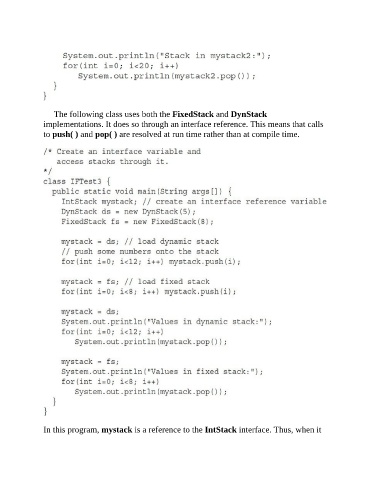 System.out.println("Stack in mystack2:");
for(int i=0; i<20; i++)
System.out.println(mystack2.pop());
}
}
The following class uses both the FixedStack and DynStack
implementations. It does so through an interface reference. This means that calls
to push( ) and pop( ) are resolved at run time rather than at compile time.
/* Create an interface variable and
access stacks through it.
*/
class IFTest3 {
public static void main(String args[]) {
IntStack mystack; // create an interface reference variable
DynStack ds = new DynStack(5);
FixedStack fs = new FixedStack(8);
mystack = ds; // load dynamic stack
// push some numbers onto the stack
for(int i=0; i<12; i++) mystack.push(i);
mystack = fs; // load fixed stack
for(int i=0; i<8; i++) mystack.push(i);
mystack = ds;
System.out.println("Values in dynamic stack:");
for(int i=0; i<12; i++)
System.out.println(mystack.pop());
mystack = fs;
System.out.println("Values in fixed stack:");
for(int i=0; i<8; i++)
System.out.println(mystack.pop());
}
}
In this program, mystack is a reference to the IntStack interface. Thus, when it